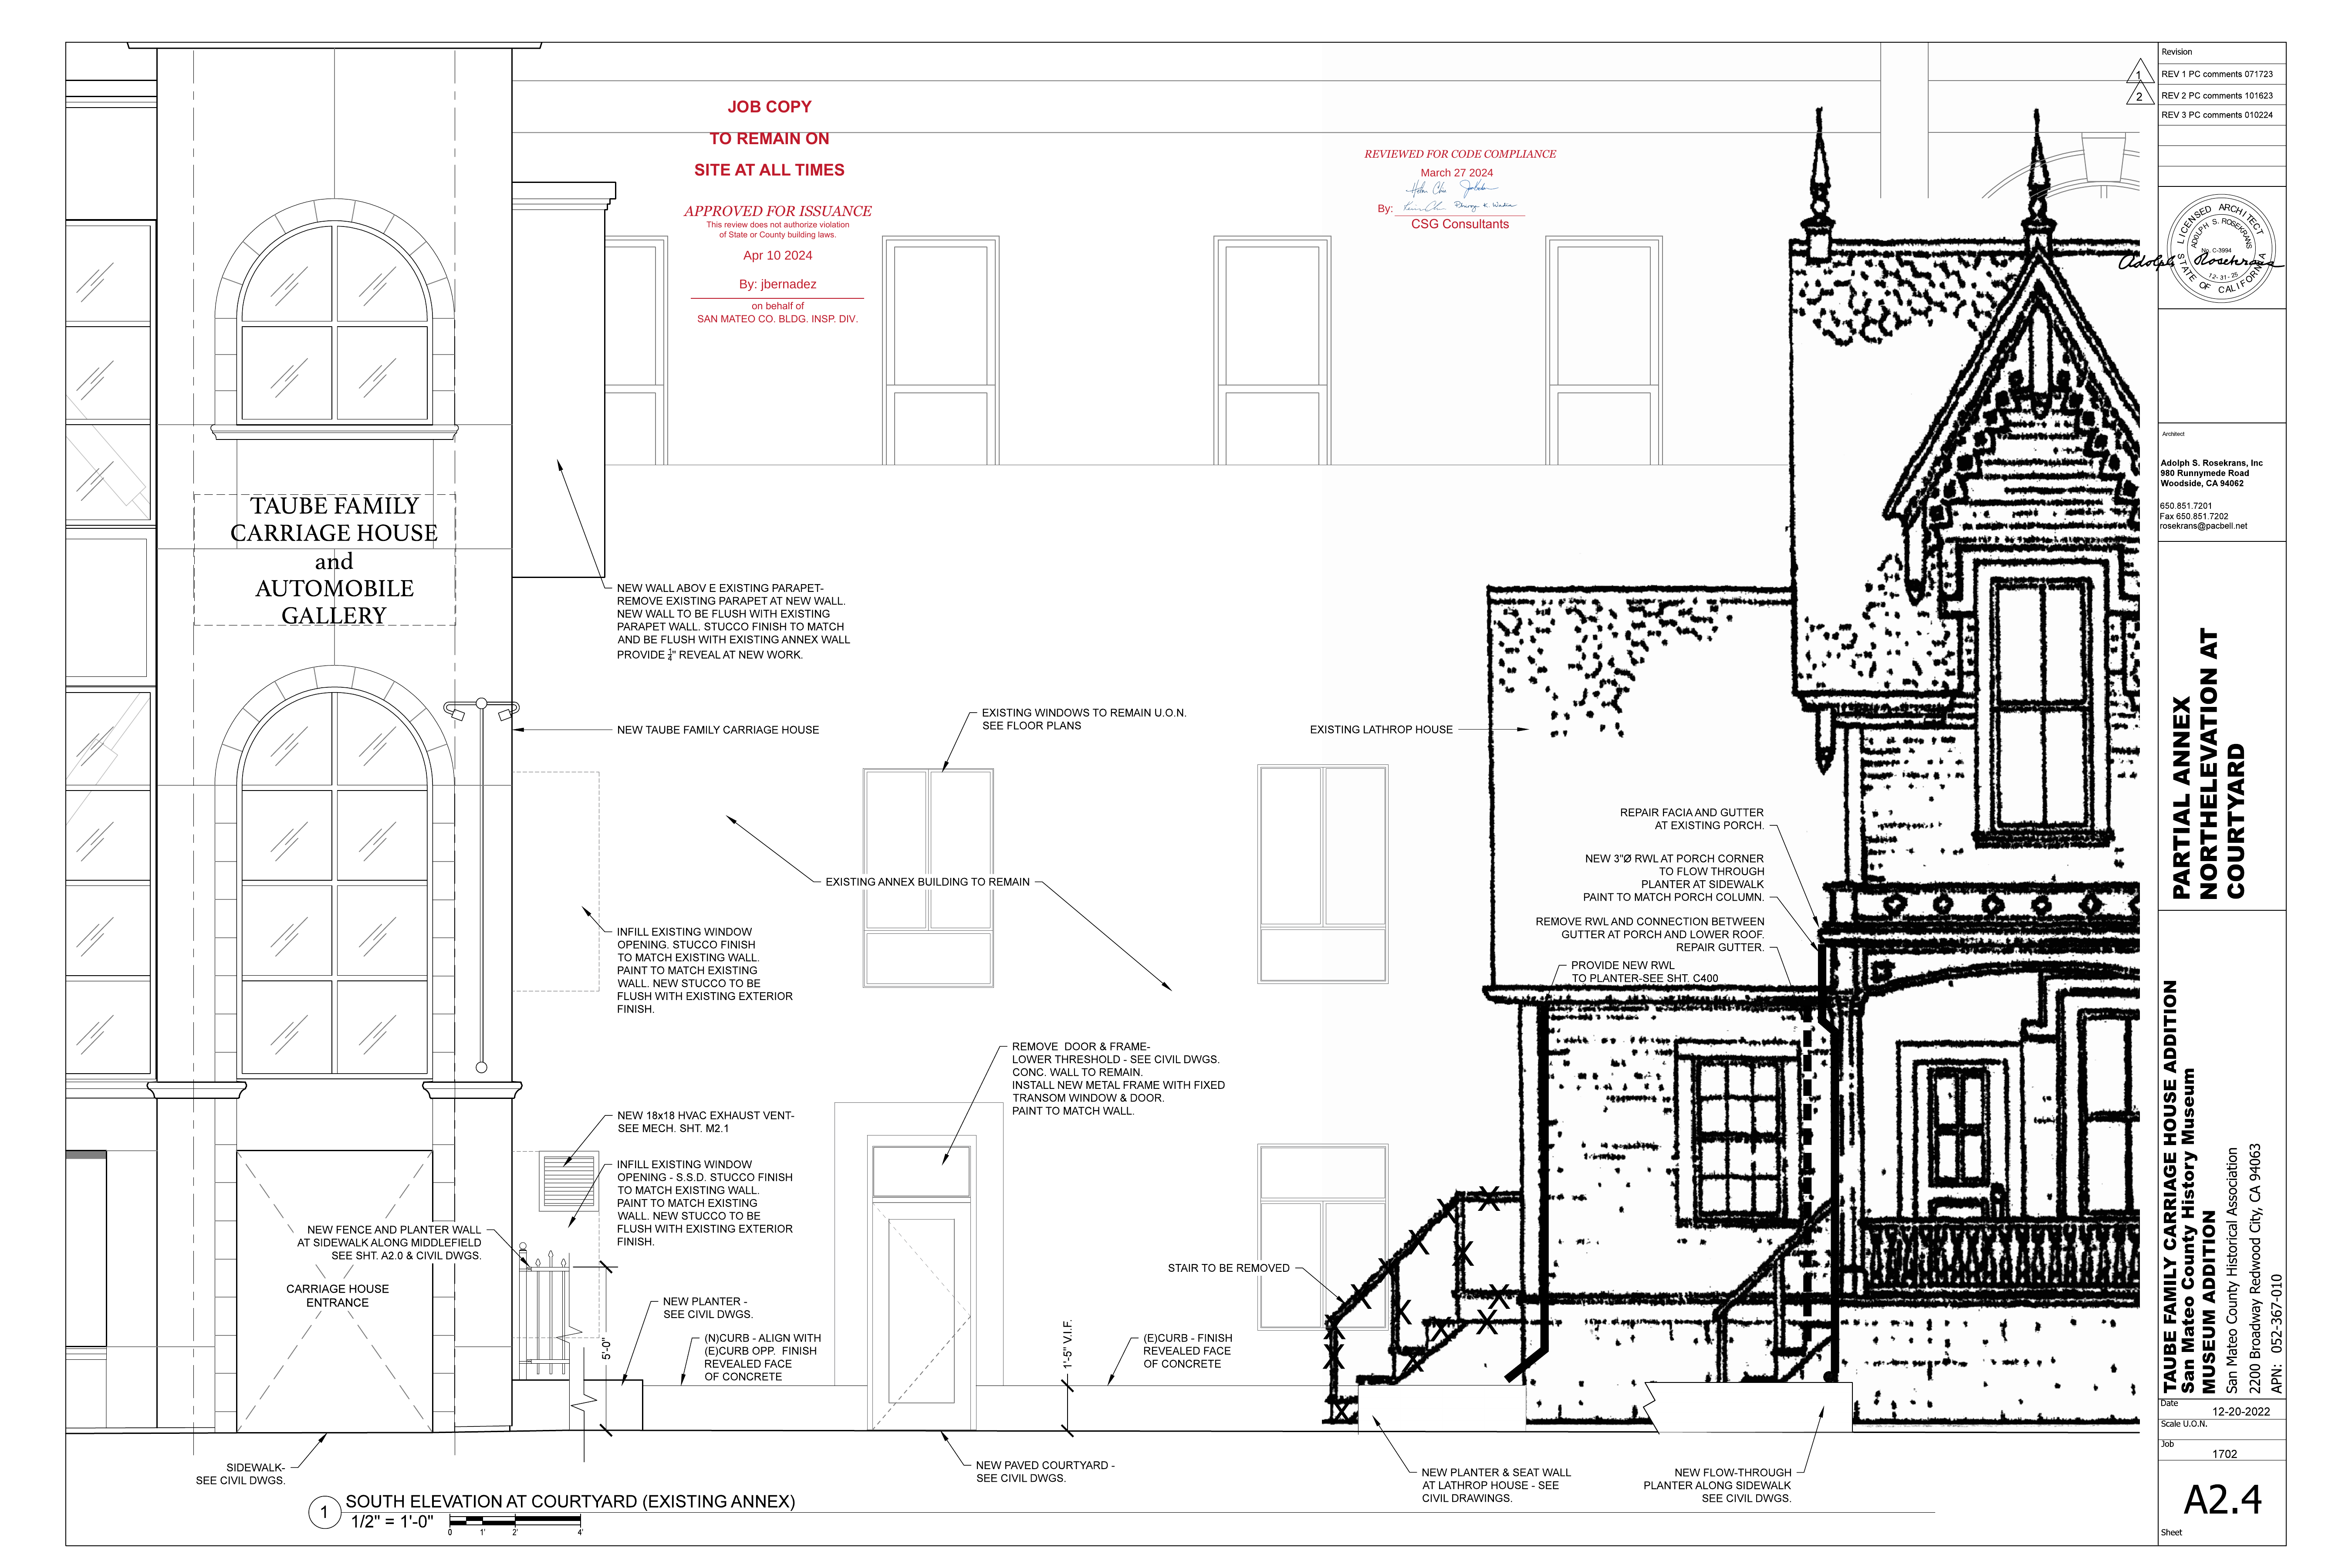 JOB COPY
TO REMAIN ON
SITE AT ALL TIMES
APPROVED FOR ISSUANCE
This review does not authorize violation
of State or County building laws.
Apr 10 2024
By: jbernadez
on behalf of
SAN MATEO CO. BLDG. INSP. DIV.
REVIEWED FOR CODE COMPLIANCE
March 27 2024
By:
CSG Consultants
TAUBE FAMILY
CARRIAGE HOUSE
and
AUTOMOBILE
GALLERY
NEW WALL ABOV E EXISTING PARAPET-
REMOVE EXISTING PARAPET AT NEW WALL.
NEW WALL TO BE FLUSH WITH EXISTING
PARAPET WALL. STUCCO FINISH TO MATCH
AND BE FLUSH WITH EXISTING ANNEX WALL
PROVIDE 1/4" REVEAL AT NEW WORK.
NEW TAUBE FAMILY CARRIAGE HOUSE
EXISTING WINDOWS TO REMAIN U.O.N.
SEE FLOOR PLANS
EXISTING LATHROP HOUSE
REPAIR FACIA AND GUTTER
AT EXISTING PORCH.
NEW 3"Ø RWL AT PORCH CORNER
TO FLOW THROUGH
PLANTER AT SIDEWALK
PAINT TO MATCH PORCH COLUMN.
REMOVE RWL AND CONNECTION BETWEEN
GUTTER AT PORCH AND LOWER ROOF.
REPAIR GUTTER.
PROVIDE NEW RWL
TO PLANTER-SEE SHT. C400
EXISTING ANNEX BUILDING TO REMAIN
INFILL EXISTING WINDOW
OPENING. STUCCO FINISH
TO MATCH EXISTING WALL.
PAINT TO MATCH EXISTING
WALL. NEW STUCCO TO BE
FLUSH WITH EXISTING EXTERIOR
FINISH.
REMOVE DOOR & FRAME-
LOWER THRESHOLD - SEE CIVIL DWGS.
CONC. WALL TO REMAIN.
INSTALL NEW METAL FRAME WITH FIXED
TRANSOM WINDOW & DOOR.
PAINT TO MATCH WALL.
NEW 18x18 HVAC EXHAUST VENT-
SEE MECH. SHT. M2.1
INFILL EXISTING WINDOW
OPENING - S.S.D. STUCCO FINISH
TO MATCH EXISTING WALL.
PAINT TO MATCH EXISTING
WALL. NEW STUCCO TO BE
FLUSH WITH EXISTING EXTERIOR
FINISH.
NEW FENCE AND PLANTER WALL
AT SIDEWALK ALONG MIDDLEFIELD
SEE SHT. A2.0 & CIVIL DWGS.
CARRIAGE HOUSE
ENTRANCE
STAIR TO BE REMOVED
NEW PLANTER -
SEE CIVIL DWGS.
(N)CURB - ALIGN WITH
(E)CURB OPP. FINISH
REVEALED FACE
OF CONCRETE
5'-0"
1'-5" V.I.F.
(E)CURB - FINISH
REVEALED FACE
OF CONCRETE
SIDEWALK-
SEE CIVIL DWGS.
NEW PAVED COURTYARD -
SEE CIVIL DWGS.
NEW PLANTER & SEAT WALL
AT LATHROP HOUSE - SEE
CIVIL DRAWINGS.
NEW FLOW-THROUGH
PLANTER ALONG SIDEWALK
SEE CIVIL DWGS.
1
SOUTH ELEVATION AT COURTYARD (EXISTING ANNEX)
1/2" = 1'-0"
0 1' 2' 4'
Revision
1 REV 1 PC comments 071723
2 REV 2 PC comments 101623
REV 3 PC comments 010224
LICENSED ARCHITECT
ADOLPH S. ROSEKRANS
No. C-3994
Adolph Rosekrans
12-31-25
STATE OF CALIFORNIA
Architect
Adolph S. Rosekrans, Inc
980 Runnymede Road
Woodside, CA 94062
650.851.7201
Fax 650.851.7202
rosekrans@pacbell.net
PARTIAL ANNEX
NORTHELEVATION AT
COURTYARD
TAUBE FAMILY CARRIAGE HOUSE ADDITION
San Mateo County History Museum
MUSEUM ADDITION
San Mateo County Historical Association
2200 Broadway Redwood City, CA 94063
APN: 052-367-010
Date
12-20-2022
Scale U.O.N.
Job
1702
A2.4
Sheet